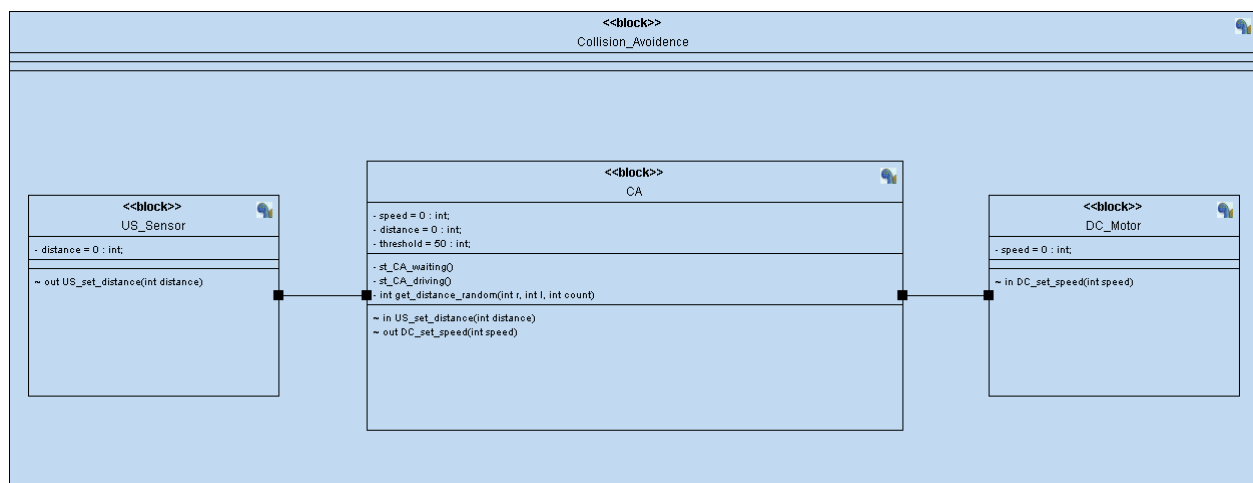 <<block>>
Collision_Avoidence
<<block>>
US_Sensor
- distance = 0 : int;
~ out US_set_distance(int distance)
<<block>>
CA
- speed = 0 : int;
- distance = 0 : int;
- threshold = 50 : int;
- st_CA_waiting()
- st_CA_driving()
- int get_distance_random(int r, int l, int count)
~ in US_set_distance(int distance)
~ out DC_set_speed(int speed)
<<block>>
DC_Motor
- speed = 0 : int;
~ in DC_set_speed(int speed)